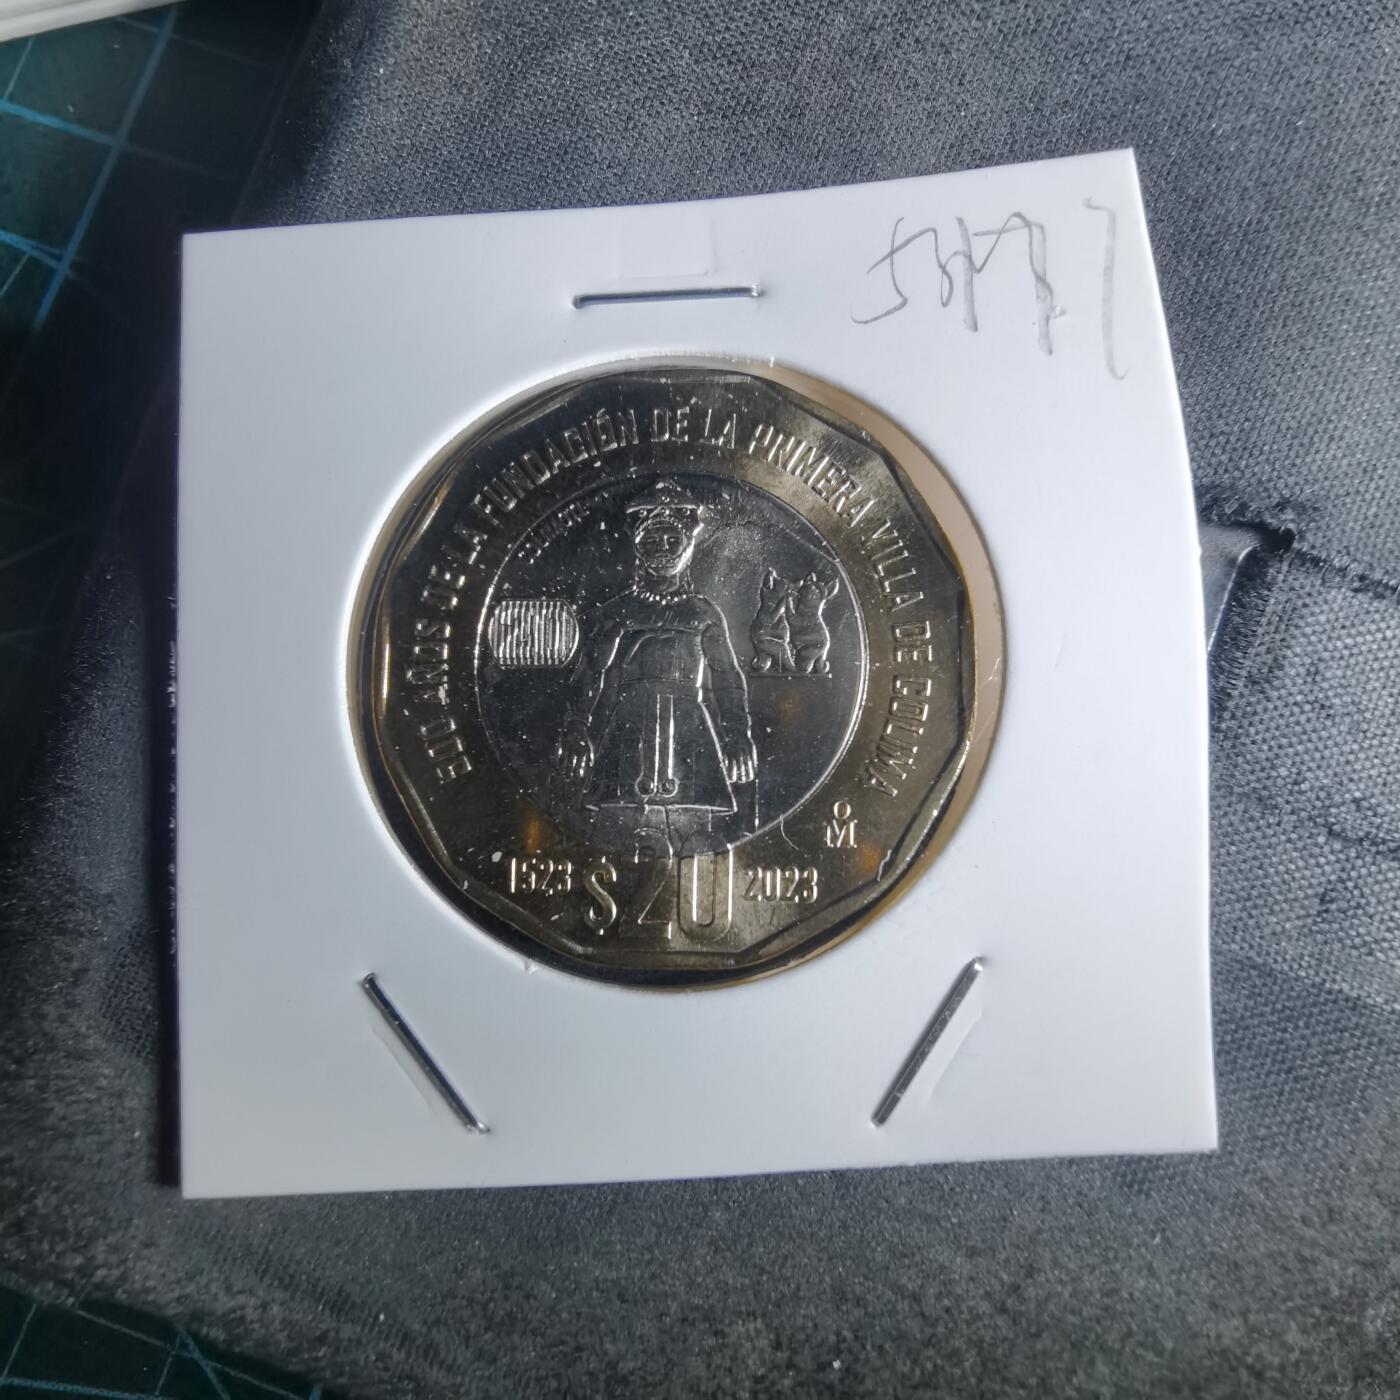 500 AÑOS DE LA FUNDACIÓN DE LA PRIMERA VILLA DE COLIMA
1523 $20 2023
M